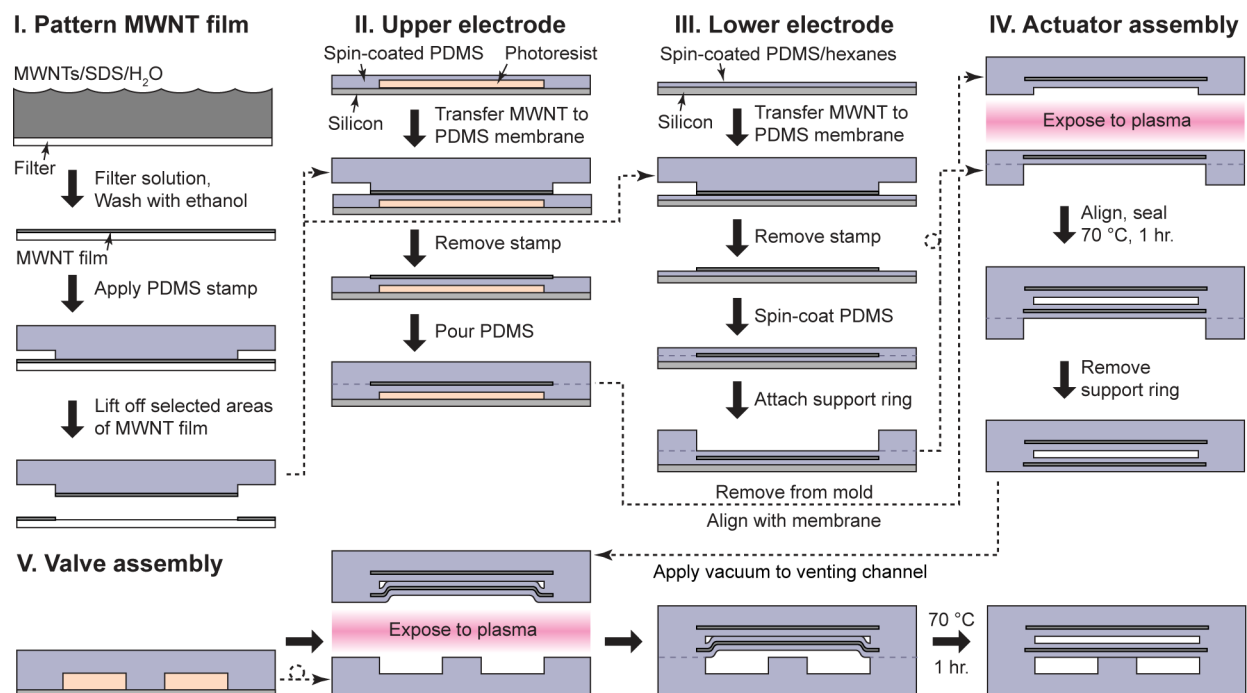 I. Pattern MWNT film
MWNTs/SDS/H2O
Filter
Filter solution,
Wash with ethanol
MWNT film
Apply PDMS stamp
Lift off selected areas
of MWNT film
II. Upper electrode
Spin-coated PDMS
Photoresist
Silicon
Transfer MWNT to
PDMS membrane
Remove stamp
Pour PDMS
III. Lower electrode
Spin-coated PDMS/hexanes
Silicon
Transfer MWNT to
PDMS membrane
Remove stamp
Spin-coat PDMS
Attach support ring
Remove from mold
Align with membrane
IV. Actuator assembly
Expose to plasma
Align, seal
70 °C, 1 hr.
Remove
support ring
Apply vacuum to venting channel
V. Valve assembly
Expose to plasma
70 °C
1 hr.